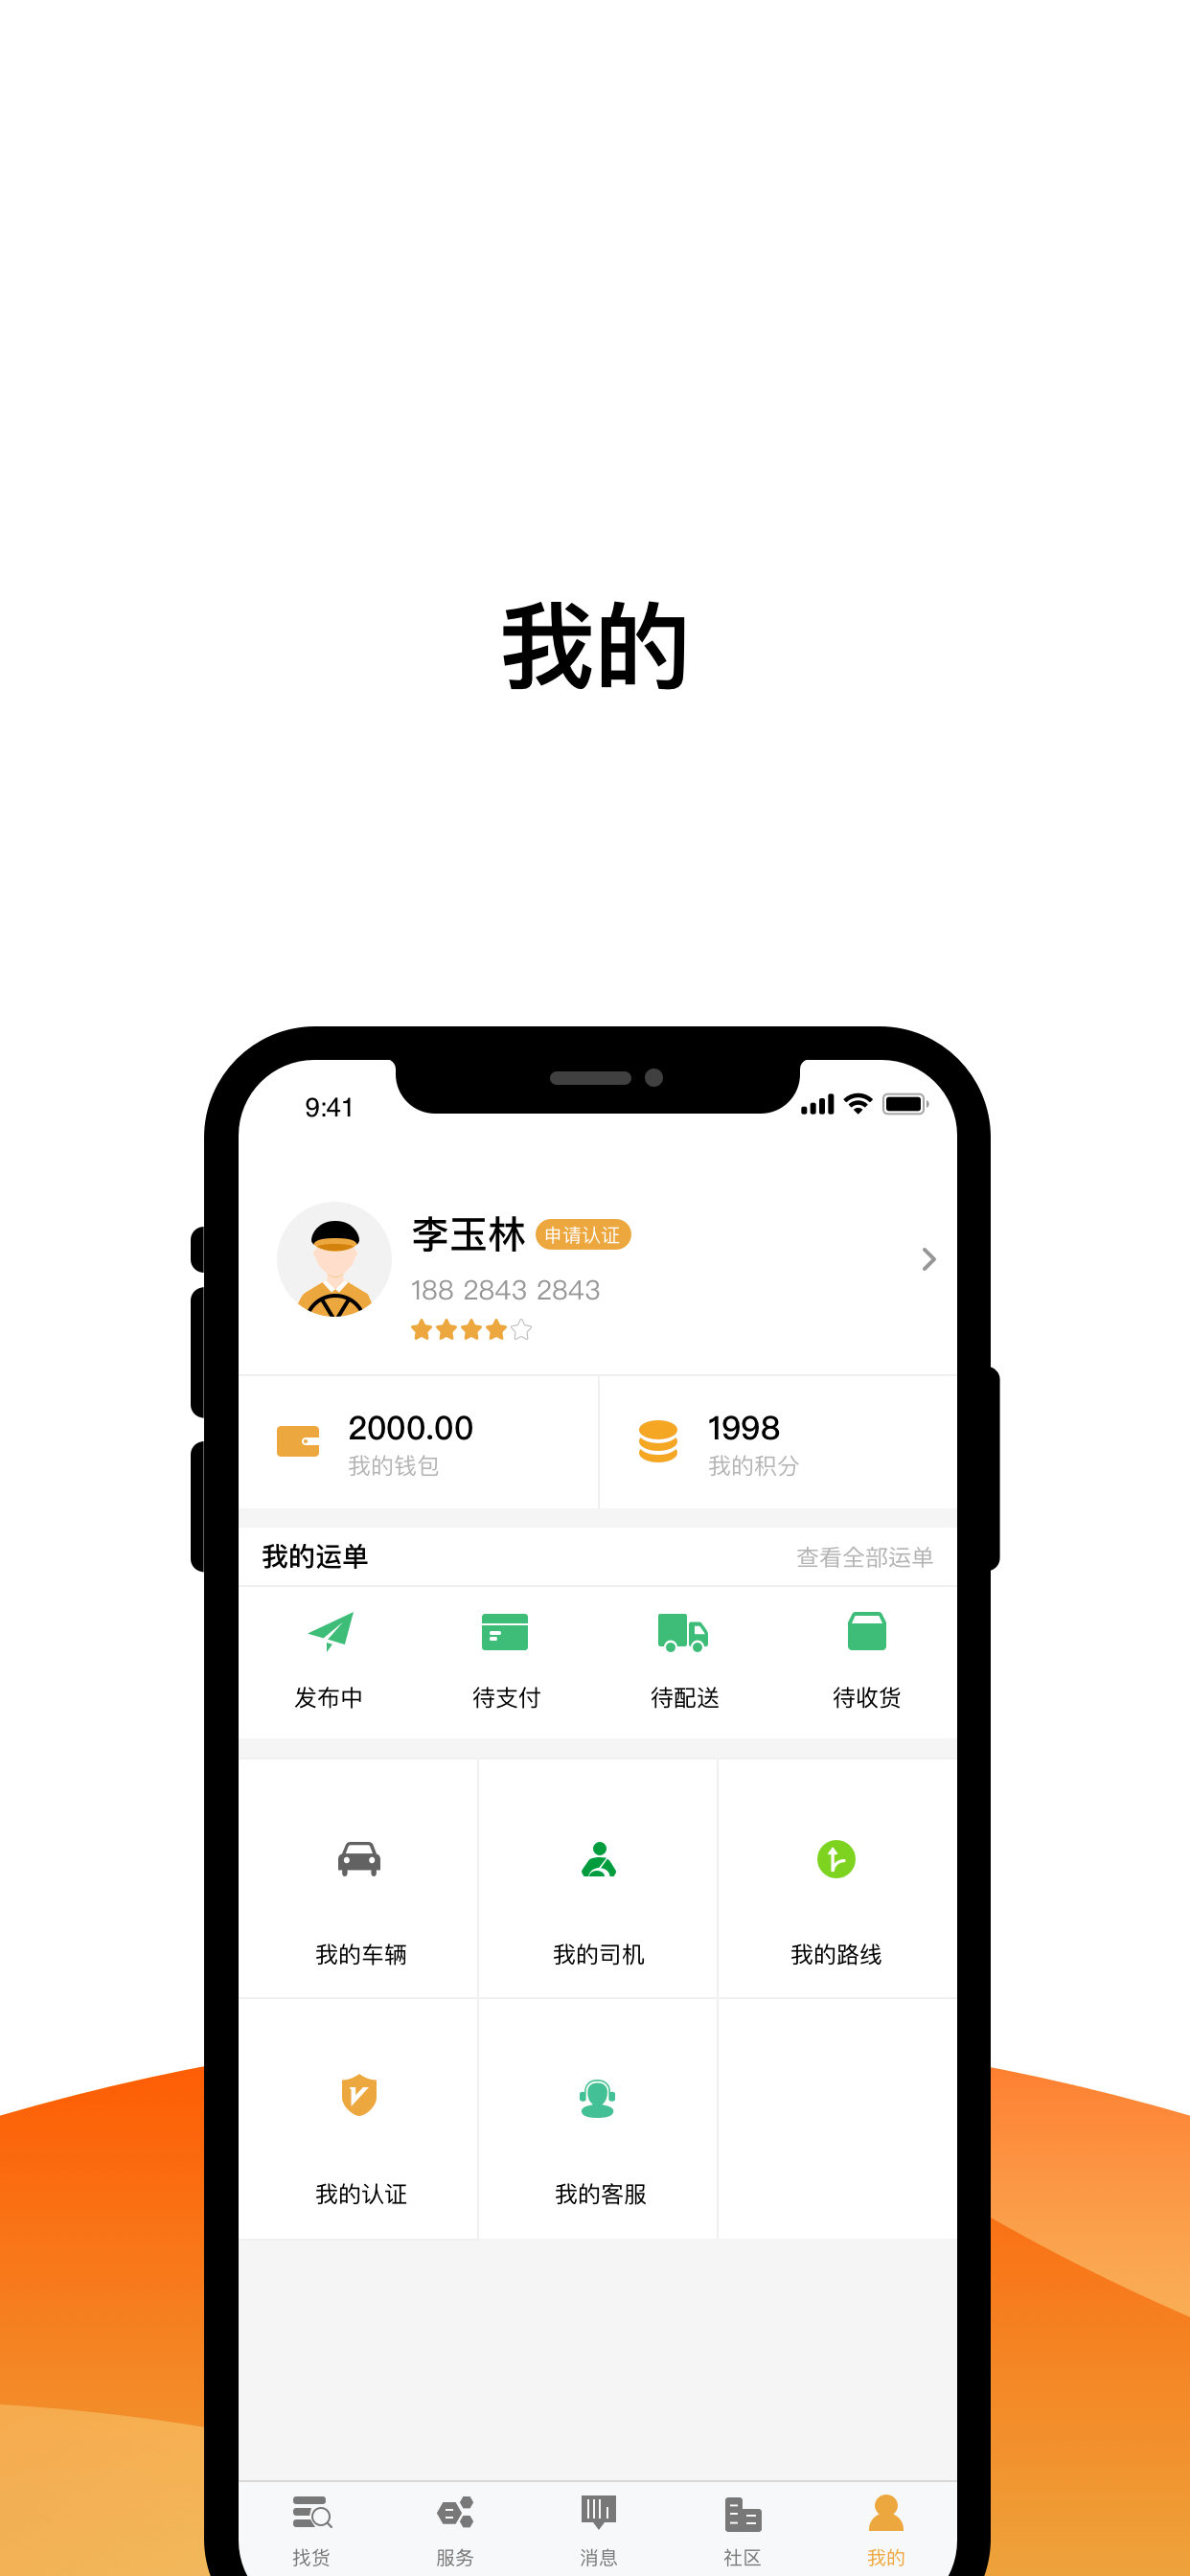 我的
9:41
李玉林 申请认证
188 2843 2843
2000.00
我的钱包
1998
我的积分
我的运单 查看全部运单
发布中 待支付 待配送 待收货
我的车辆 我的司机 我的路线
我的认证 我的客服
找货 服务 消息 社区 我的